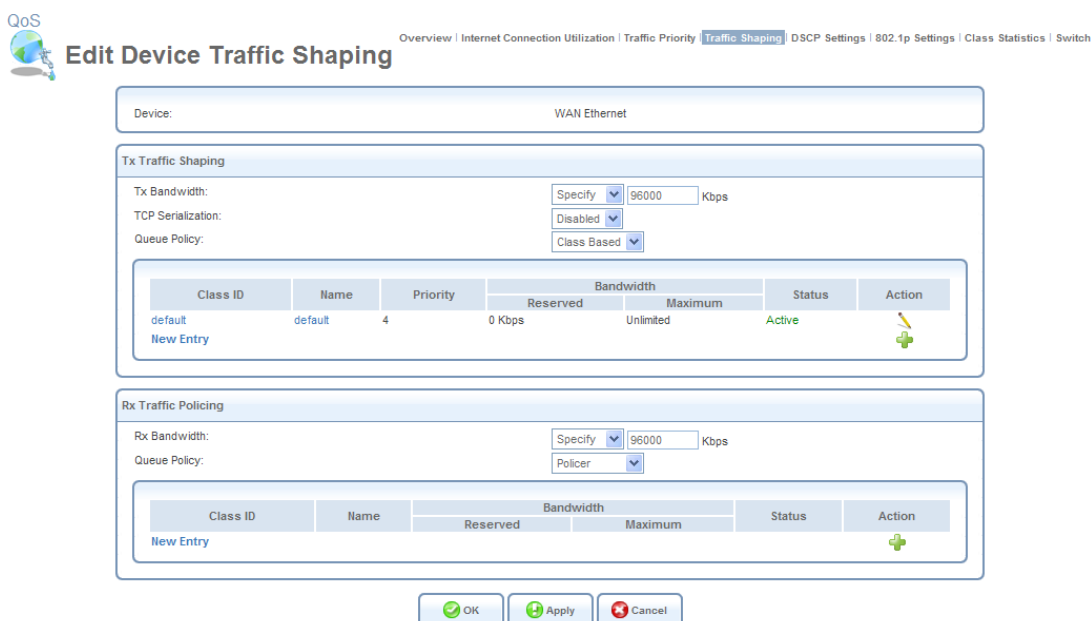 QoS
Edit Device Traffic Shaping
Overview | Internet Connection Utilization | Traffic Priority | Traffic Shaping | DSCP Settings | 802.1p Settings | Class Statistics | Switch
Device: WAN Ethernet
Tx Traffic Shaping
Tx Bandwidth: Specify 96000 Kbps
TCP Serialization: Disabled
Queue Policy: Class Based
Class ID Name Priority Bandwidth Status Action
Reserved Maximum
default default 4 0 Kbps Unlimited Active
New Entry
Rx Traffic Policing
Rx Bandwidth: Specify 96000 Kbps
Queue Policy: Policer
Class ID Name Bandwidth Status Action
Reserved Maximum
New Entry
OK Apply Cancel